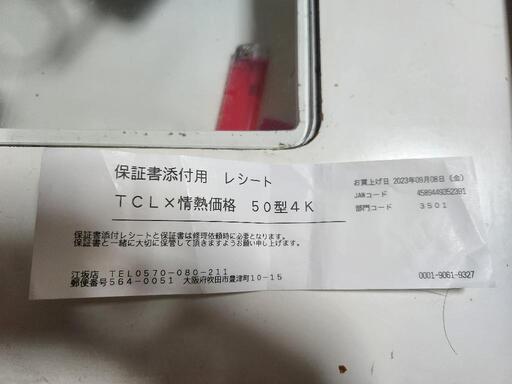 保証書添付用 レシート
TCL×情熱価格 50型4K
お買上げ日 2023年09月08日(金)
JANコード 4589449352391
部門コード 3501
保証書添付レシートと保証書は修理依頼時に必要となります。
保証書と一緒に大切に保管して頂きますようお願い申し上げます。
江坂店 TEL0570-080-211
郵便番号564-0051 大阪府吹田市豊津町10-15
0001-9061-9327